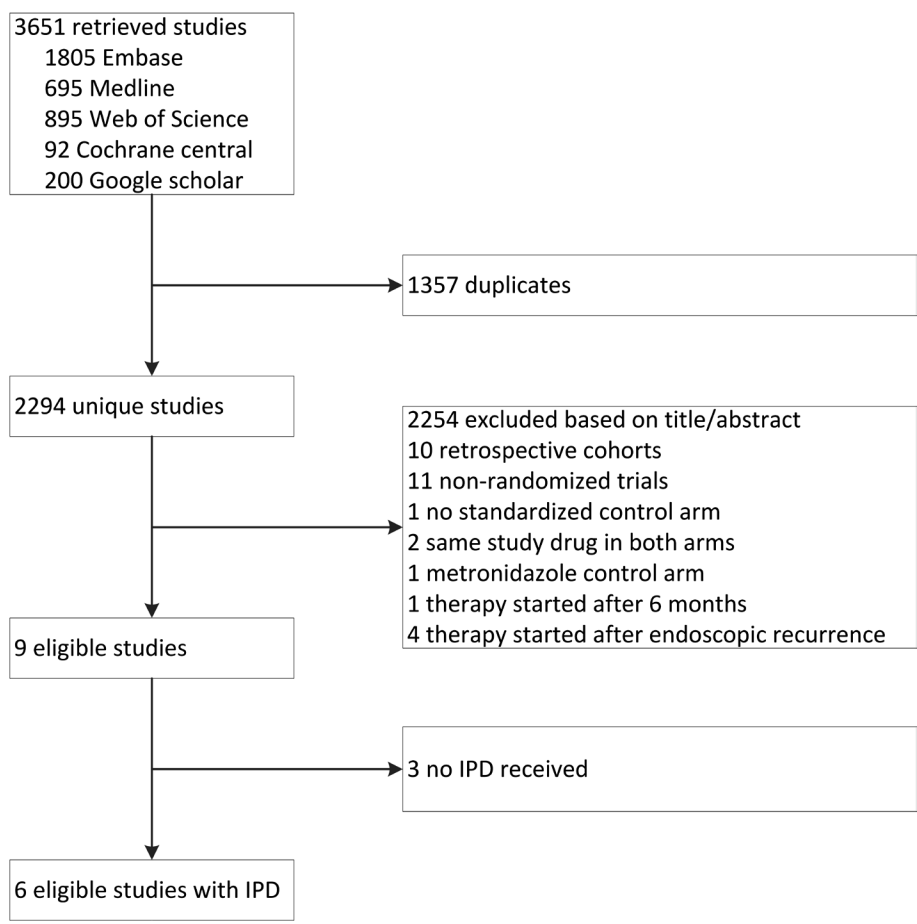 3651 retrieved studies
1805 Embase
695 Medline
895 Web of Science
92 Cochrane central
200 Google scholar
1357 duplicates
2294 unique studies
2254 excluded based on title/abstract
10 retrospective cohorts
11 non-randomized trials
1 no standardized control arm
2 same study drug in both arms
1 metronidazole control arm
1 therapy started after 6 months
4 therapy started after endoscopic recurrence
9 eligible studies
3 no IPD received
6 eligible studies with IPD